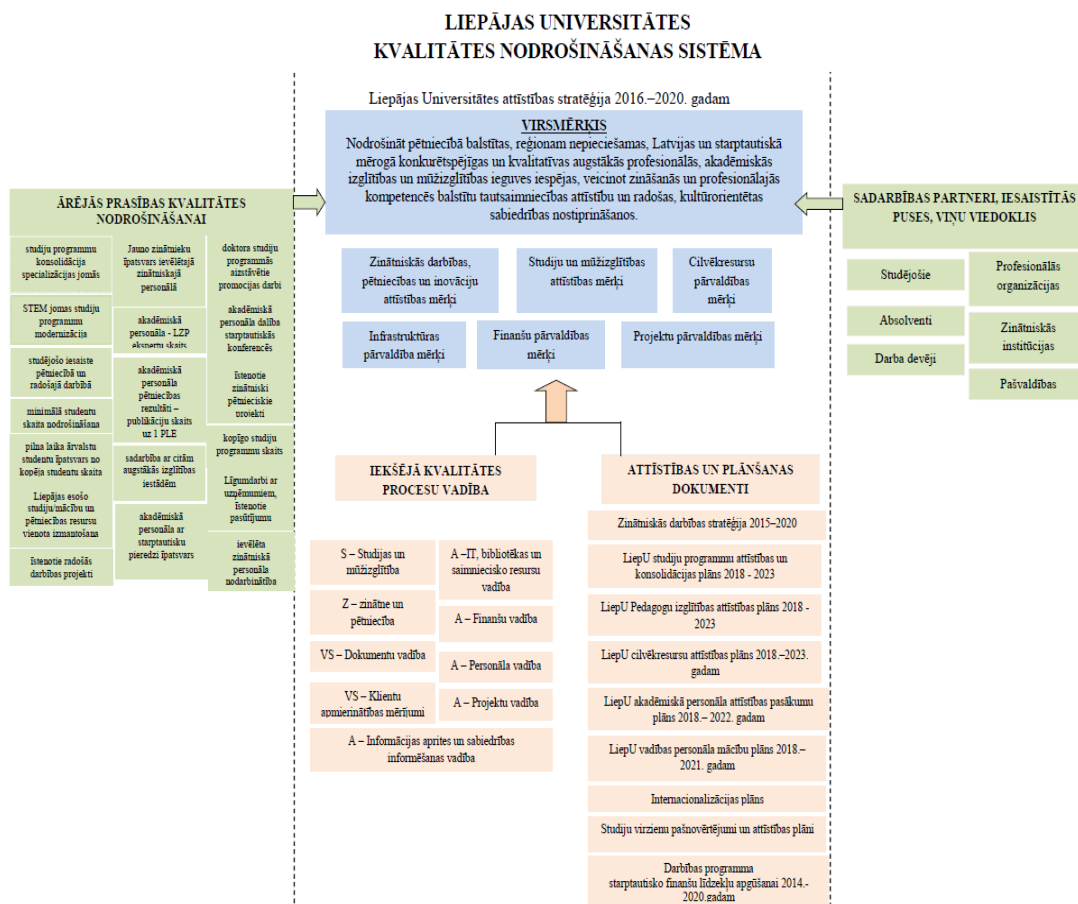 LIEPĀJAS UNIVERSITĀTES
KVALITĀTES NODROŠINĀŠANAS SISTĒMA
Liepājas Universitātes attīstības stratēģija 2016.–2020. gadam
VIRSMĒRĶIS
Nodrošināt pētniecībā balstītas, reģionam nepieciešamas, Latvijas un starptautiskā
mērogā konkurētspējīgas un kvalitatīvas augstākās profesionālās, akadēmiskās
izglītības un mūžizglītības ieguves iespējas, veicinot zināšanās un profesionālajās
kompetencēs balstītu tautsaimniecības attīstību un radošas, kultūrorientētas
sabiedrības nostiprināšanos.
ĀRĒJĀS PRASĪBAS KVALITĀTES
NODROŠINĀŠANAI
studiju programmu
konsolidācija
specializācijas jomās
STEM jomas studiju
programmu
modernizācija
studējošo iesaiste
pētniecībā un
radošajā darbībā
minimālā studentu
skaita nodrošināšana
pilna laika ārvalstu
studentu īpatsvars no
kopēja studentu skaita
Liepājas esošo
studiju/mācību un
pētniecības resursu
vienota izmantošana
īstenotie radošās
darbības projekti
Jauno zinātnieku
īpatsvars ievēlētajā
zinātniskajā
personālā
akadēmiskā
personāla - LZP
ekspertu skaits
akadēmiskā
personāla
pētniecības
rezultāti –
publikāciju skaits
uz 1 PLE
sadarbība ar citām
augstākās izglītības
iestādēm
akadēmiskā
personāla ar
starptautisku
pieredzi īpatsvars
doktora studiju
programmās
aizstāvētie
promocijas darbi
akadēmiskā
personāla dalība
starptautiskās
konferencēs
īstenotie
zinātniski
pētnieciskie
projekti
kopīgo studiju
programmu skaits
Līgumdarbi ar
uzņēmumiem,
īstenotie
pasūtījumu
ievēlēta
zinātniskā
personāla
nodarbinātība
Zinātniskās darbības,
pētniecības un inovāciju
attīstības mērķi
Studiju un mūžizglītības
attīstības mērķi
Cilvēkresursu
pārvaldības
mērķi
Infrastruktūras
pārvaldība mērķi
Finanšu pārvaldības
mērķi
Projektu pārvaldības mērķi
SADARBĪBAS PARTNERI, IESAISTĪTĀS
PUSES, VIŅU VIEDOKLIS
Studējošie
Absolventi
Darba devēji
Profesionālās
organizācijas
Zinātniskās
institūcijas
Pašvaldības
IEKŠĒJĀ KVALITĀTES
PROCESU VADĪBA
S – Studijas un
mūžizglītība
A –IT, bibliotēkas un
saimniecisko resursu
vadība
Z – zinātne un
pētniecība
A – Finanšu vadība
VS – Dokumentu vadība
A – Personāla vadība
VS – Klientu
apmierinātības mērījumi
A – Projektu vadība
A – Informācijas aprites un sabiedrības
informēšanas vadība
ATTĪSTĪBAS UN PLĀNŠANAS
DOKUMENTI
Zinātniskās darbības stratēģija 2015–2020
LiepU studiju programmu attīstības un
konsolidācijas plāns 2018 - 2023
LiepU Pedagogu izglītības attīstības plāns 2018 -
2023
LiepU cilvēkresursu attīstības plāns 2018.–2023.
gadam
LiepU akadēmiskā personāla attīstības pasākumu
plāns 2018.– 2022. gadam
LiepU vadības personāla mācību plāns 2018.–
2021. gadam
Internacionalizācijas plāns
Studiju virzienu pašnovērtējumi un attīstības plāni
Darbības programma
starptautisko finanšu līdzekļu apgūšanai 2014.-
2020.gadam